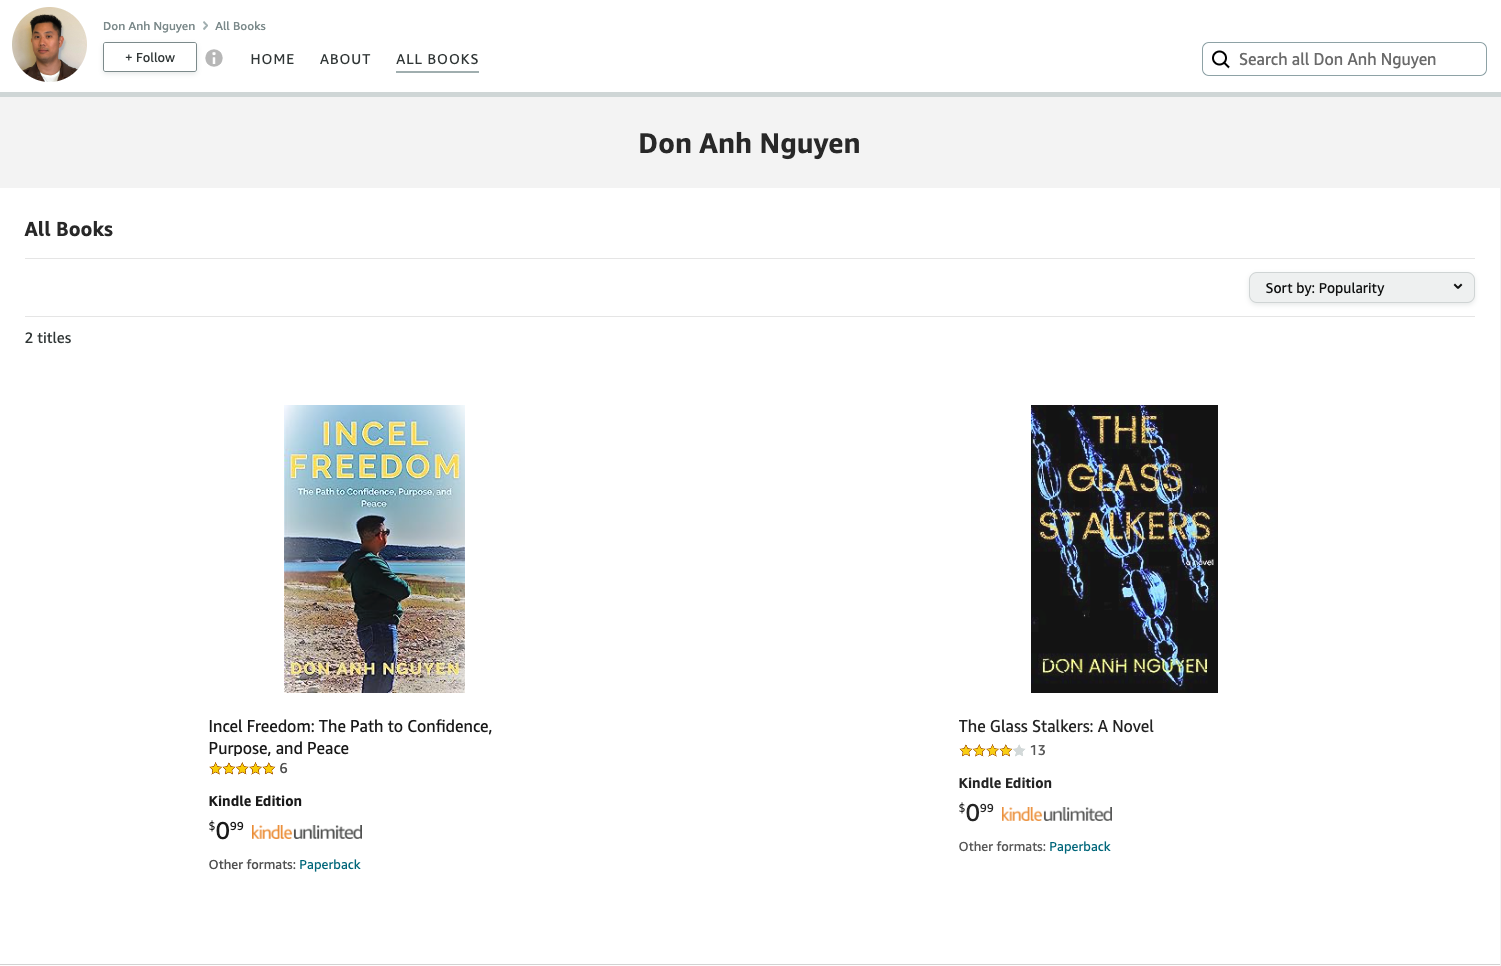 Don Anh Nguyen > All Books
+ Follow
HOME ABOUT ALL BOOKS
Search all Don Anh Nguyen
Don Anh Nguyen
All Books
Sort by: Popularity
2 titles
INCEL
FREEDOM
The Path to Confidence, Purpose, and
Peace
DON ANH NGUYEN
Incel Freedom: The Path to Confidence,
Purpose, and Peace
6
Kindle Edition
$0.99 kindleunlimited
Other formats: Paperback
THE
GLASS
STALKERS
a novel
DON ANH NGUYEN
The Glass Stalkers: A Novel
13
Kindle Edition
$0.99 kindleunlimited
Other formats: Paperback